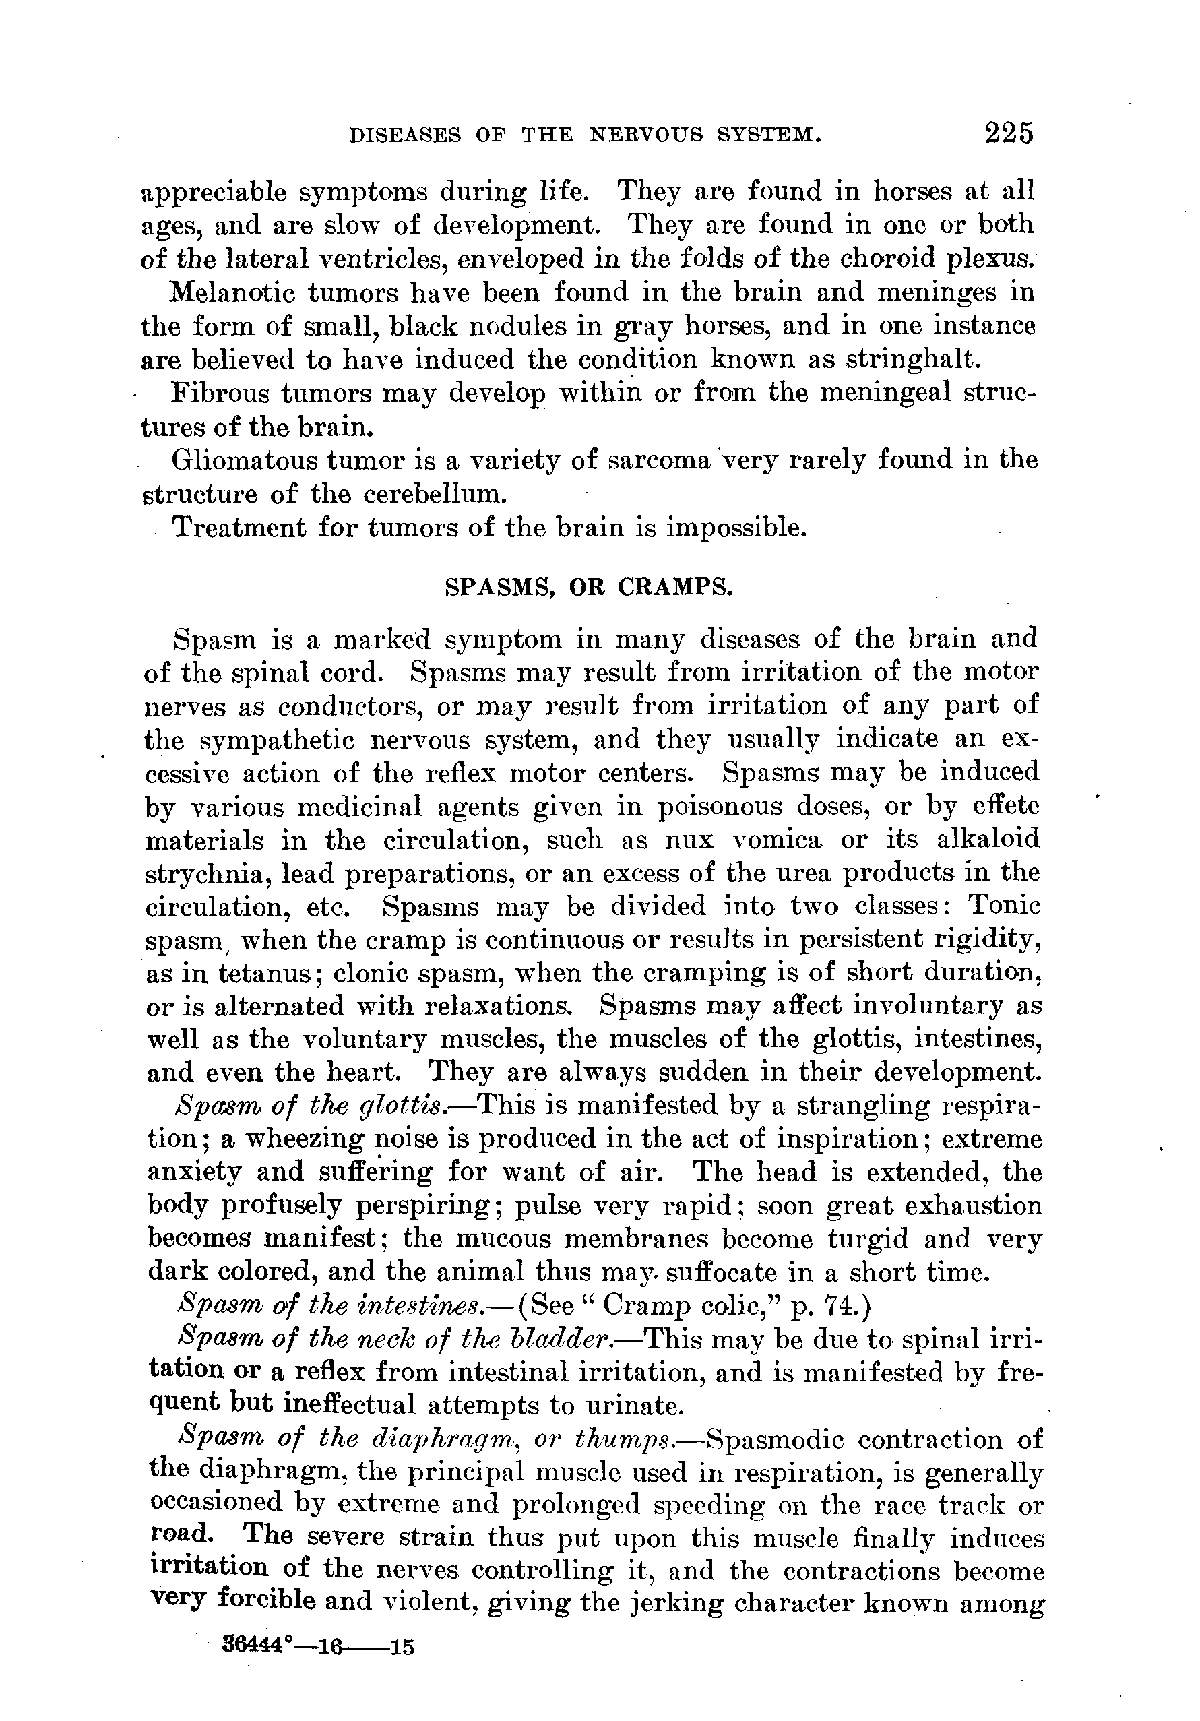 DISEASES OF THE NERVOUS SYSTEM. 225
appreciable symptoms during life. They are found in horses at all
ages, and are slow of development. They are found in one or both
of the lateral ventricles, enveloped in the folds of the choroid plexus.
Melanotic tumors have been found in the brain and meninges in
the form of small, black nodules in gray horses, and in one instance
are believed to have induced the condition known as stringhalt.
Fibrous tumors may develop within or from the meningeal struc-
tures of the brain.
Gliomatous tumor is a variety of sarcoma very rarely found in the
structure of the cerebellum.
Treatment for tumors of the brain is impossible.
SPASMS, OR CRAMPS.
Spasm is a marked symptom in many diseases of the brain and
of the spinal cord. Spasms may result from irritation of the motor
nerves as conductors, or may result from irritation of any part of
the sympathetic nervous system, and they usually indicate an ex-
cessive action of the reflex motor centers. Spasms may be induced
by various medicinal agents given in poisonous doses, or by effete
materials in the circulation, such as nux vomica or its alkaloid
strychnia, lead preparations, or an excess of the urea products in the
circulation, etc. Spasms may be divided into two classes: Tonic
spasm, when the cramp is continuous or results in persistent rigidity,
as in tetanus; clonic spasm, when the cramping is of short duration,
or is alternated with relaxations. Spasms may affect involuntary as
well as the voluntary muscles, the muscles of the glottis, intestines,
and even the heart. They are always sudden in their development.
Spasm of the glottis.—This is manifested by a strangling respira-
tion; a wheezing noise is produced in the act of inspiration; extreme
anxiety and suffering for want of air. The head is extended, the
body profusely perspiring; pulse very rapid; soon great exhaustion
becomes manifest; the mucous membranes become turgid and very
dark colored, and the animal thus may suffocate in a short time.
Spasm of the intestines.—(See "Cramp colic," p. 74.)
Spasm of the neck of the bladder.—This may be due to spinal irri-
tation or a reflex from intestinal irritation, and is manifested by fre-
quent but ineffectual attempts to urinate.
Spasm of the diaphragm, or thumps.—Spasmodic contraction of
the diaphragm, the principal muscle used in respiration, is generally
occasioned by extreme and prolonged speeding on the race track or
road. The severe strain thus put upon this muscle finally induces
irritation of the nerves controlling it, and the contractions become
very forcible and violent, giving the jerking character known among
36444°—16——15